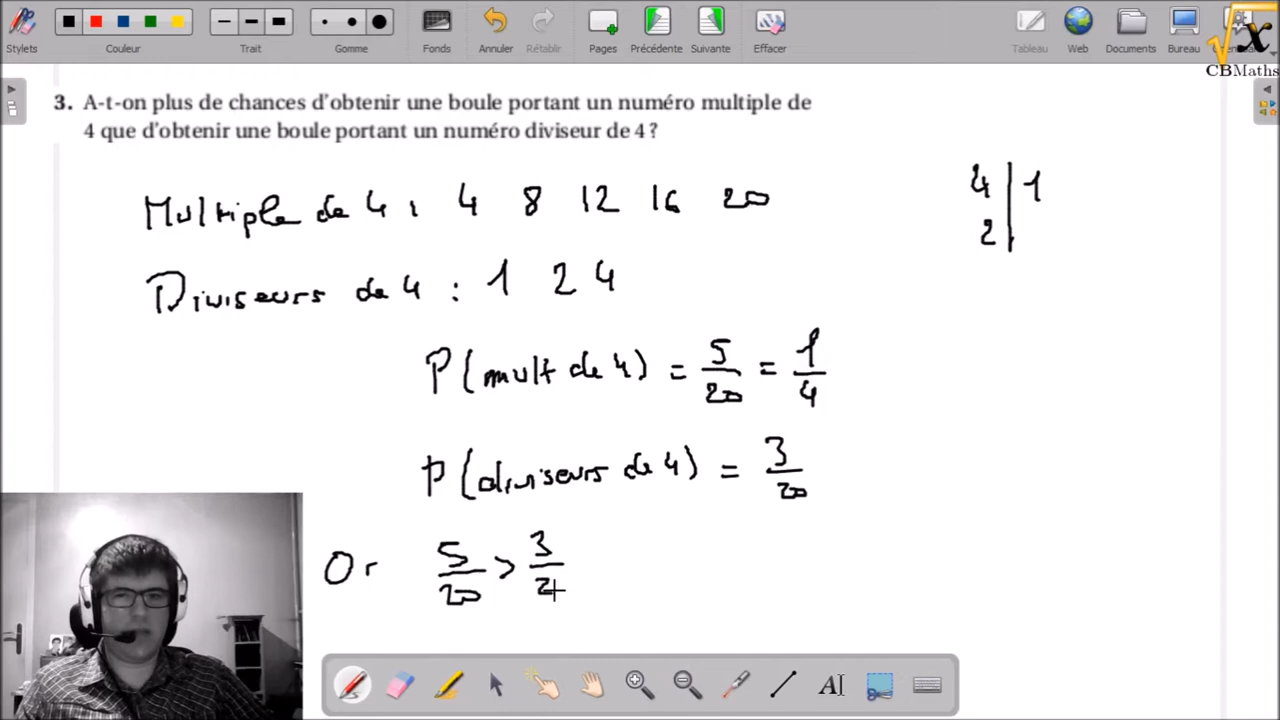 Stylets Couleur Trait Gomme Fonds Annuler Rétablir Pages Précédente Suivante Effacer Tableau Web Documents Bureau
√x
CBMaths
3. A-t-on plus de chances d'obtenir une boule portant un numéro multiple de
4 que d'obtenir une boule portant un numéro diviseur de 4 ?
Multiple de 4 : 4 8 12 16 20
4 | 1
2 |
Diviseurs de 4 : 1 2 4
P(mult de 4) = 5/20 = 1/4
P(diviseurs de 4) = 3/20
Or 5/20 > 3/2
AI